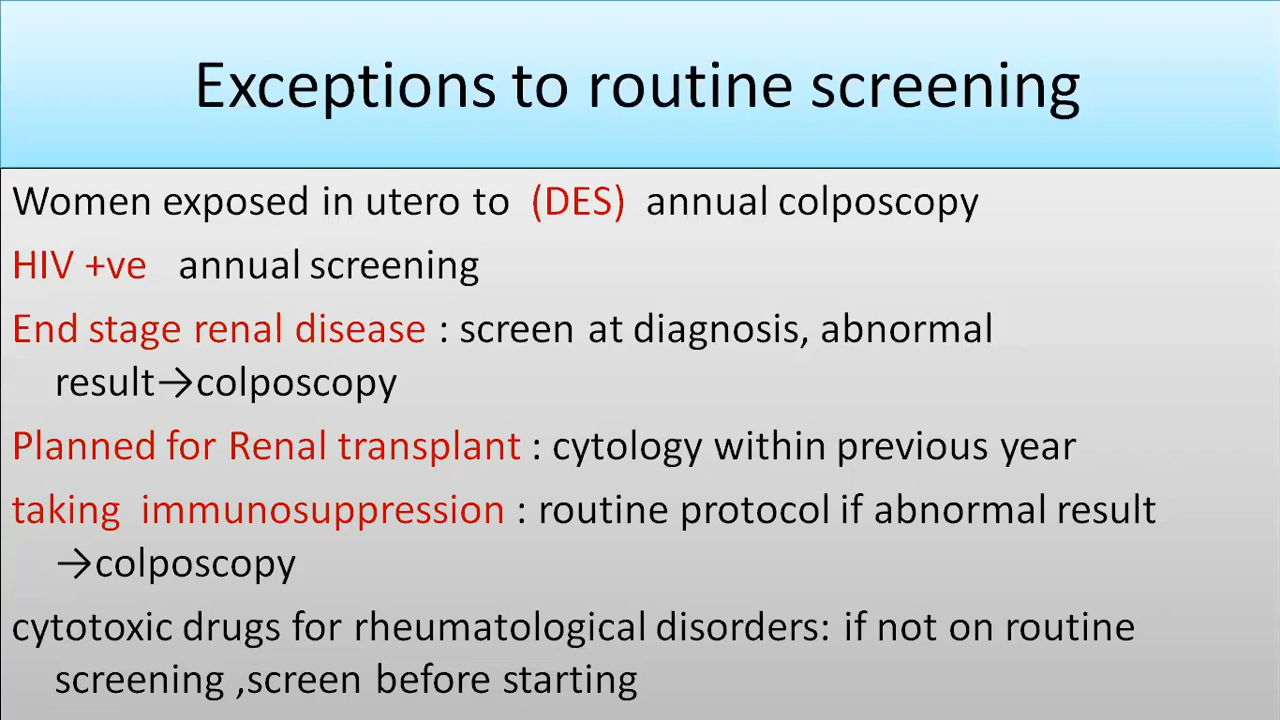 Exceptions to routine screening
Women exposed in utero to (DES) annual colposcopy
HIV +ve annual screening
End stage renal disease : screen at diagnosis, abnormal
result→colposcopy
Planned for Renal transplant : cytology within previous year
taking immunosuppression : routine protocol if abnormal result
→colposcopy
cytotoxic drugs for rheumatological disorders: if not on routine
screening ,screen before starting